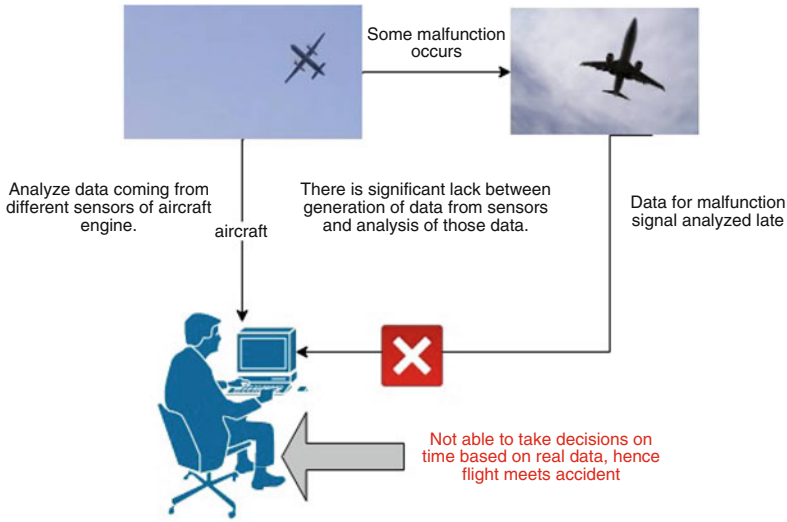 Some malfunction
occurs
Analyze data coming from
different sensors of aircraft
engine.
aircraft
There is significant lack between
generation of data from sensors
and analysis of those data.
Data for malfunction
signal analyzed late
Not able to take decisions on
time based on real data, hence
flight meets accident